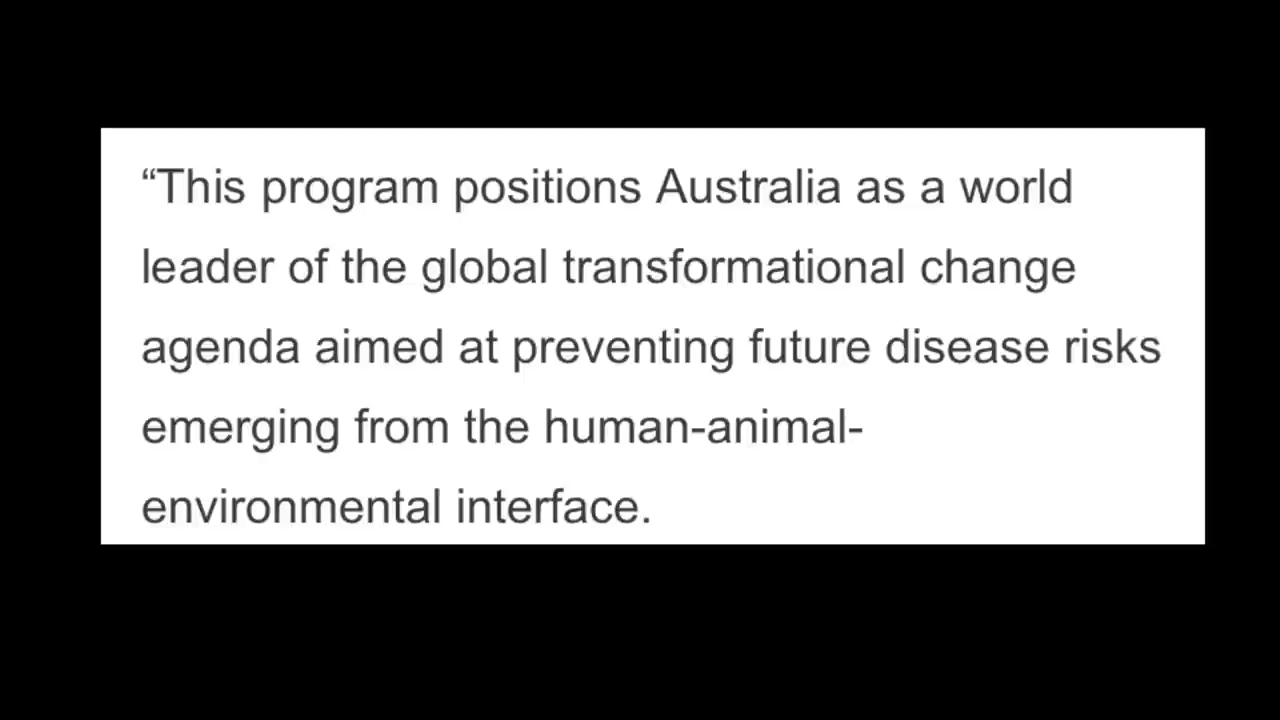 “This program positions Australia as a world
leader of the global transformational change
agenda aimed at preventing future disease risks
emerging from the human-animal-
environmental interface.